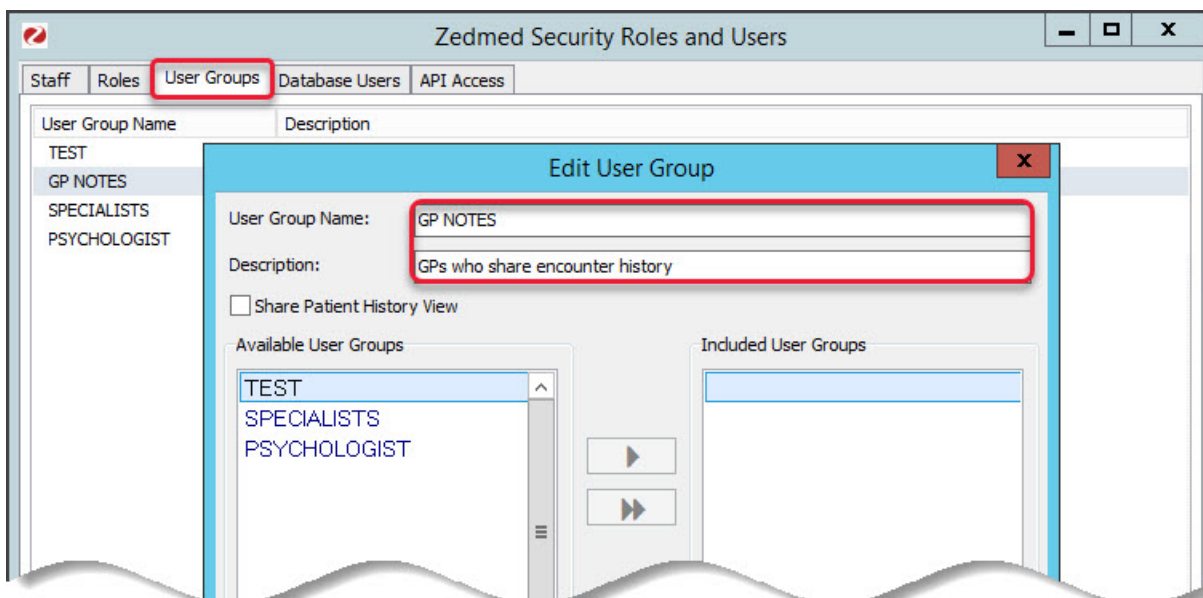 Zedmed Security Roles and Users
Staff Roles User Groups Database Users API Access
User Group Name Description
TEST
GP NOTES
SPECIALISTS
PSYCHOLOGIST
Edit User Group
User Group Name: GP NOTES
Description: GPs who share encounter history
Share Patient History View
Available User Groups
TEST
SPECIALISTS
PSYCHOLOGIST
Included User Groups